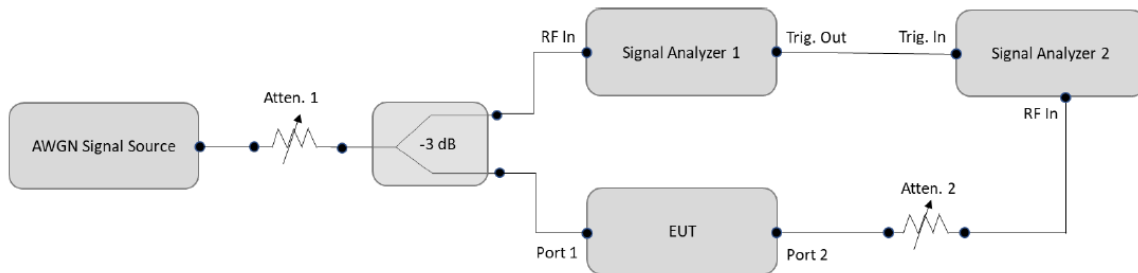 RF In
Signal Analyzer 1
Trig. Out
Trig. In
Signal Analyzer 2
RF In
Atten. 1
AWGN Signal Source
-3 dB
Atten. 2
EUT
Port 1
Port 2